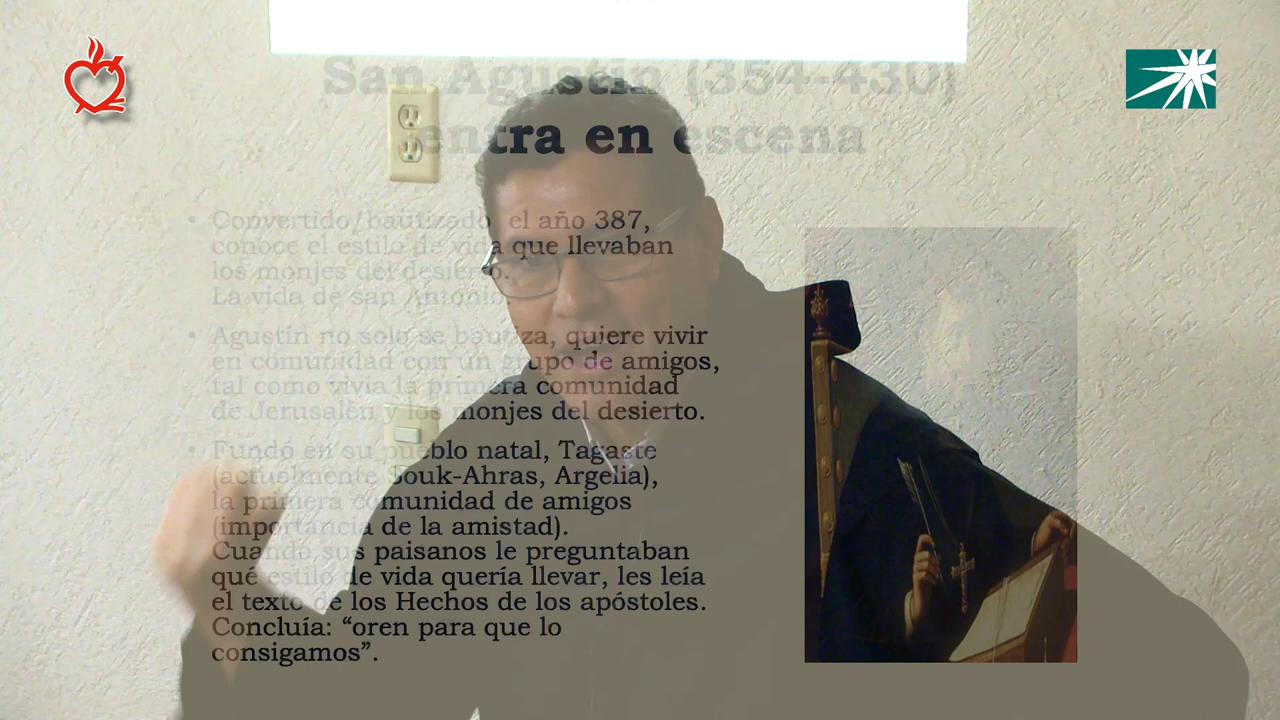 San Agustín (354-430)
entra en escena
• Convertido/bautizado, el año 387,
conoce el estilo de vida que llevaban
los monjes del desierto.
La vida de san Antonio.
• Agustín no solo se bautiza, quiere vivir
en comunidad con un grupo de amigos,
tal como vivía la primera comunidad
de Jerusalén y los monjes del desierto.
• Fundó en su pueblo natal, Tagaste
(actualmente Souk-Ahras, Argelia),
la primera comunidad de amigos
(importancia de la amistad).
Cuando sus paisanos le preguntaban
qué estilo de vida quería llevar, les leía
el texto de los Hechos de los apóstoles.
Concluía: “oren para que lo
consigamos”.